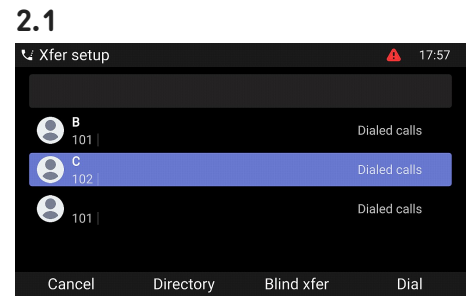 2.1
Xfer setup 17:57
B
101 | Dialed calls
C
102 | Dialed calls
101 | Dialed calls
Cancel Directory Blind xfer Dial